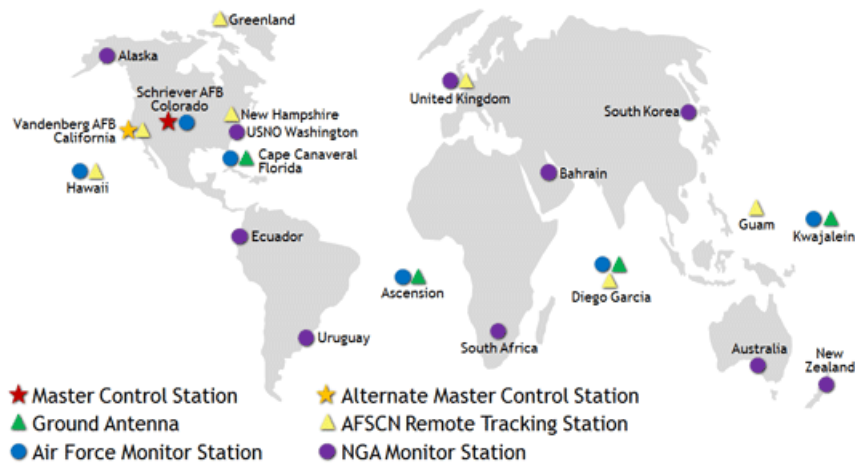 Greenland
Alaska
Schriever AFB
Colorado
Vandenberg AFB
California
New Hampshire
USNO Washington
Cape Canaveral
Florida
Hawaii
United Kingdom
South Korea
Bahrain
Guam
Kwajalein
Ecuador
Ascension
Diego Garcia
Uruguay
South Africa
Australia
New
Zealand
Master Control Station
Alternate Master Control Station
Ground Antenna
AFSCN Remote Tracking Station
Air Force Monitor Station
NGA Monitor Station